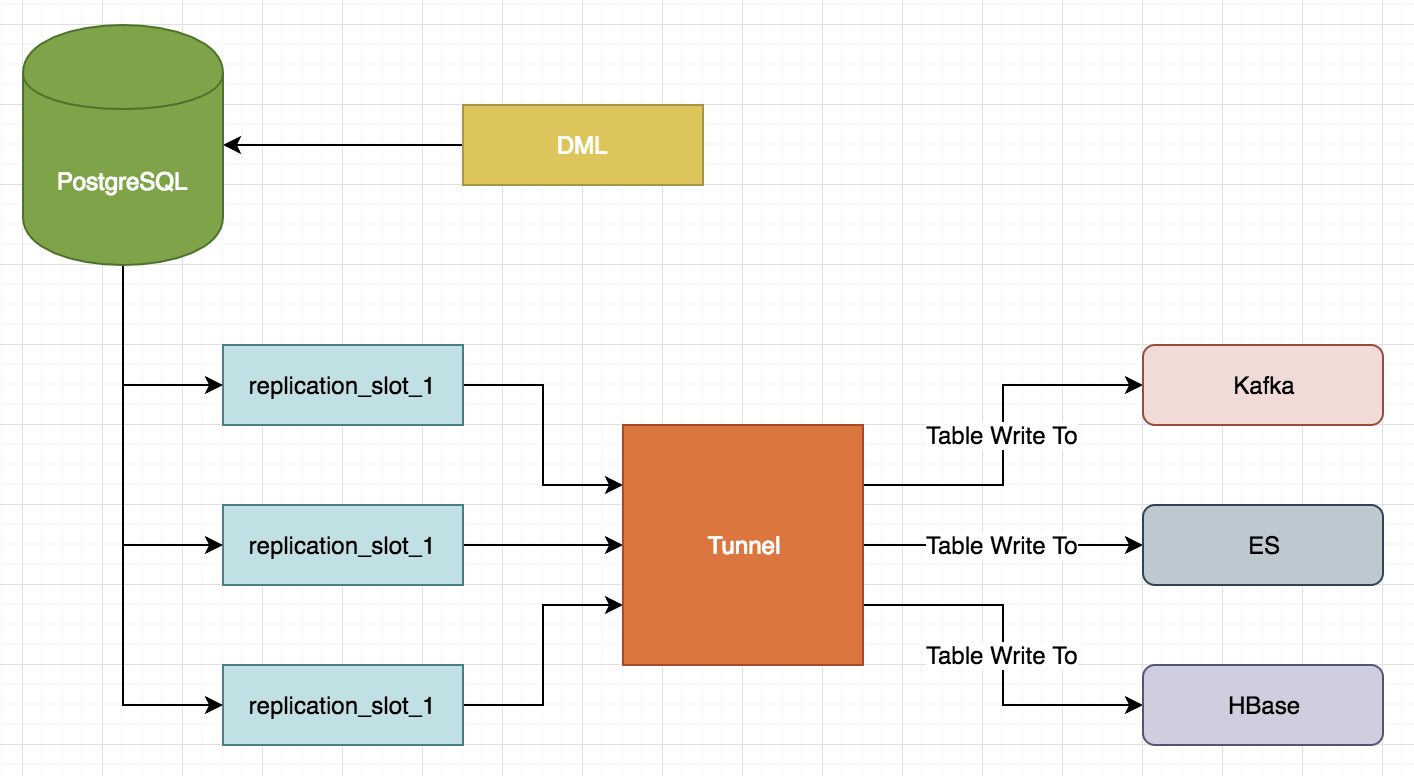 DML
PostgreSQL
replication_slot_1
Kafka
Table Write To
replication_slot_1
Tunnel
Table Write To
ES
Table Write To
replication_slot_1
HBase